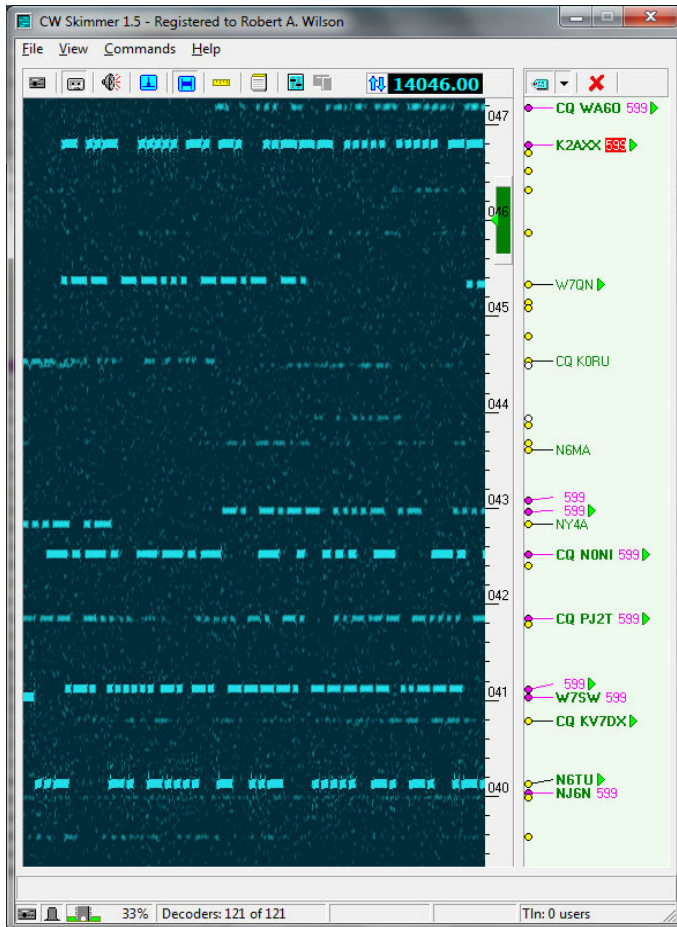 CW Skimmer 1.5 - Registered to Robert A. Wilson
File View Commands Help
14046.00
047
CQ WA6O 599
K2AXX 599
046
W7QN
045
CQ K0RU
044
N6MA
043
599
599
NY4A
CQ N0NI 599
042
CQ PJ2T 599
599
041
W7SW 599
CQ KV7DX
N6TU
040
NJ6N 599
33% Decoders: 121 of 121 Tln: 0 users